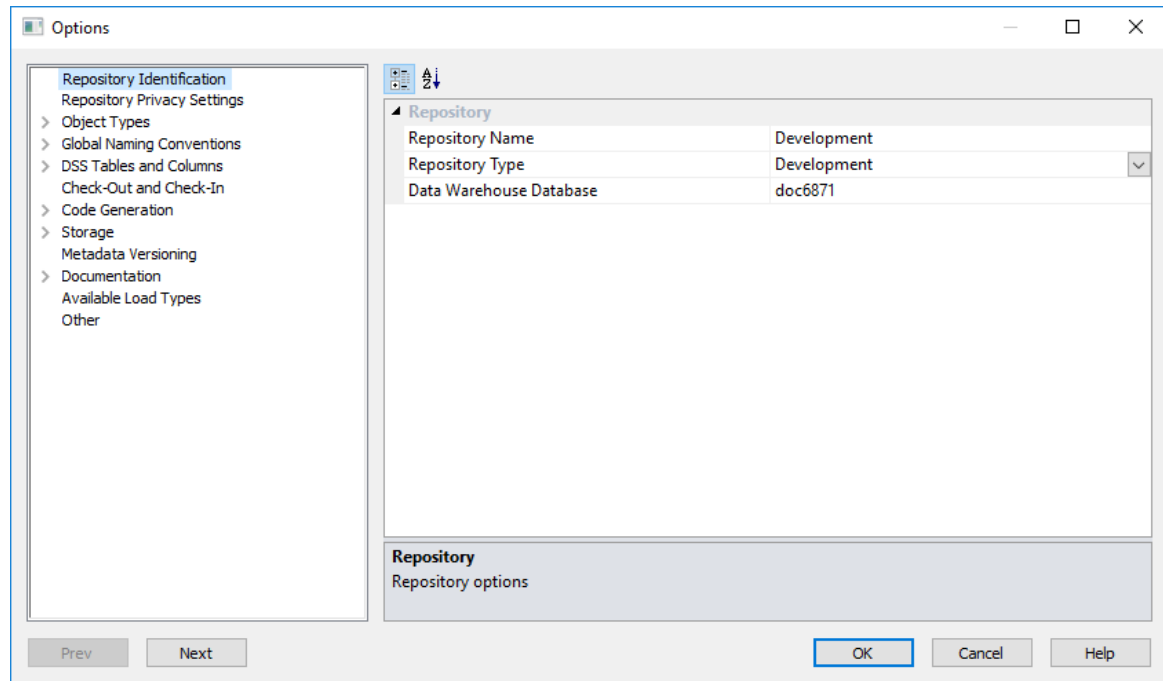 Options
Repository Identification
Repository Privacy Settings
Object Types
Global Naming Conventions
DSS Tables and Columns
Check-Out and Check-In
Code Generation
Storage
Metadata Versioning
Documentation
Available Load Types
Other
Repository
Repository Name Development
Repository Type Development
Data Warehouse Database doc6871
Repository
Repository options
Prev Next OK Cancel Help